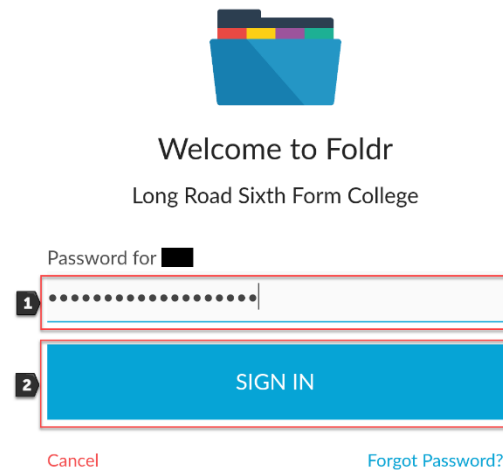 Welcome to Foldr
Long Road Sixth Form College
Password for
1
2
SIGN IN
Cancel Forgot Password?